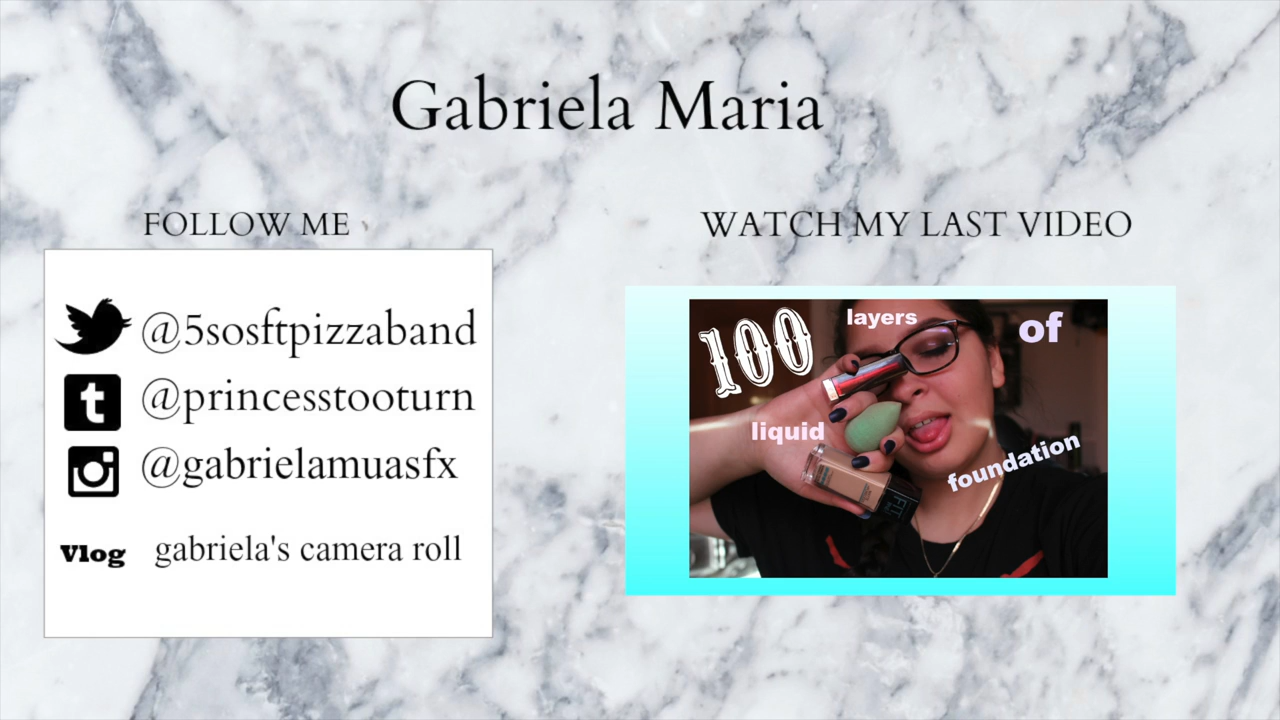 Gabriela Maria
FOLLOW ME
@5sosftpizzaband
@princesstooturn
@gabrielamuasfx
Vlog gabriela's camera roll
WATCH MY LAST VIDEO
100 layers of
liquid
foundation
FIT